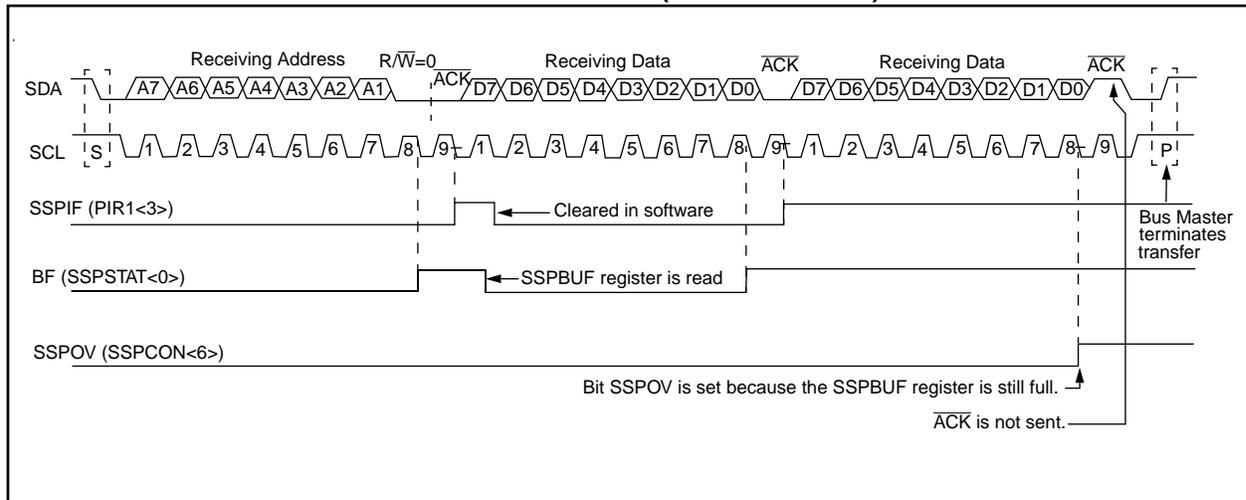 Receiving Address R/W=0 ACK Receiving Data ACK Receiving Data ACK
SDA A7 A6 A5 A4 A3 A2 A1 D7 D6 D5 D4 D3 D2 D1 D0 D7 D6 D5 D4 D3 D2 D1 D0
SCL S 1 2 3 4 5 6 7 8 9 1 2 3 4 5 6 7 8 9 1 2 3 4 5 6 7 8 9 P
SSPIF (PIR1<3>)
Cleared in software
Bus Master
terminates
transfer
BF (SSPSTAT<0>)
SSPBUF register is read
SSPOV (SSPCON<6>)
Bit SSPOV is set because the SSPBUF register is still full.
ACK is not sent.